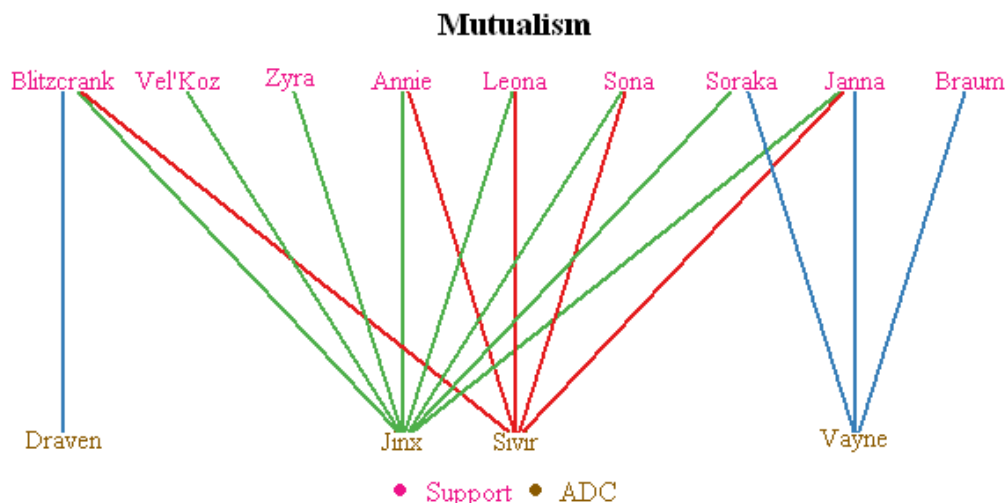 Mutualism
Blitzcrank Vel'Koz Zyra Annie Leona Sona Soraka Janna Braum
Draven Jinx Sivir Vayne
Support ADC